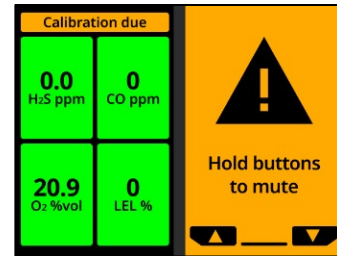 Calibration due
0.0
H₂S ppm
0
CO ppm
20.9
O₂ %vol
0
LEL %
!
Hold buttons
to mute